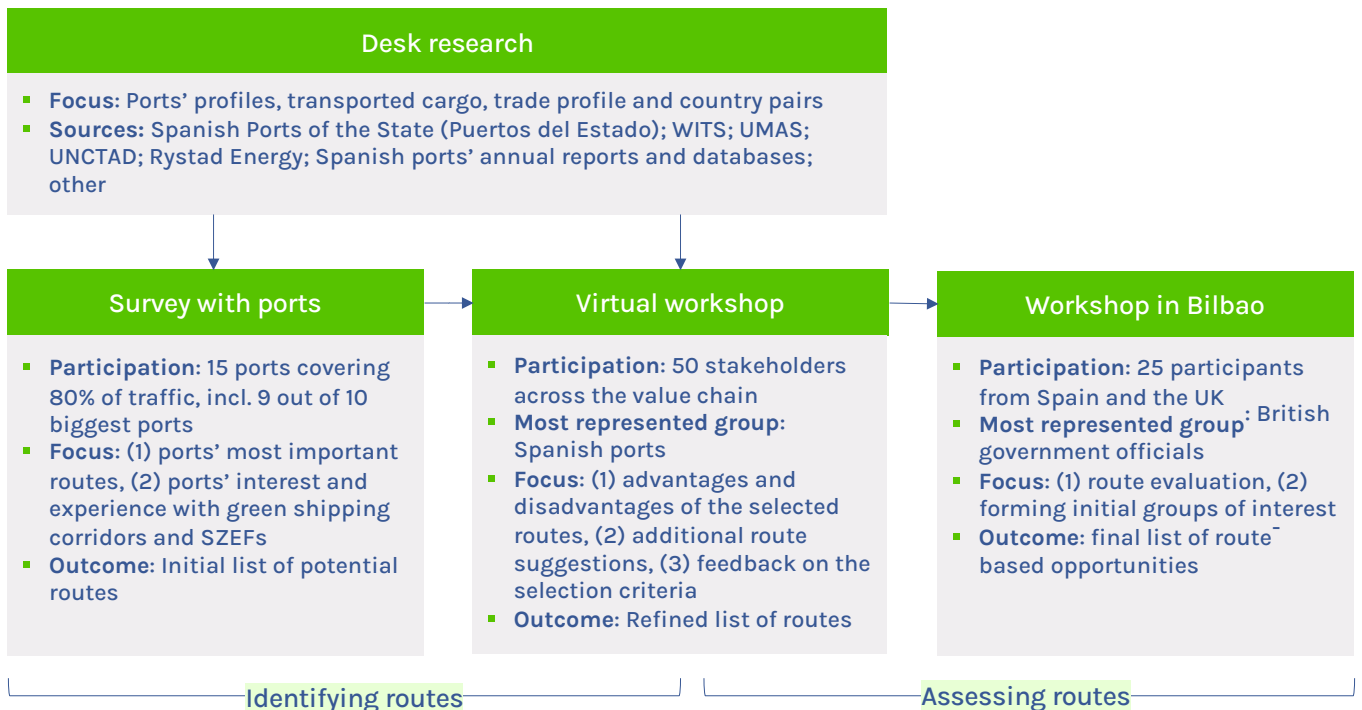 Desk research
▪ Focus: Ports’ profiles, transported cargo, trade profile and country pairs
▪ Sources: Spanish Ports of the State (Puertos del Estado); WITS; UMAS;
UNCTAD; Rystad Energy; Spanish ports’ annual reports and databases;
other
Survey with ports
▪ Participation: 15 ports covering
80% of traffic, incl. 9 out of 10
biggest ports
▪ Focus: (1) ports’ most important
routes, (2) ports’ interest and
experience with green shipping
corridors and SZEFs
▪ Outcome: Initial list of potential
routes
Virtual workshop
▪ Participation: 50 stakeholders
across the value chain
▪ Most represented group:
Spanish ports
▪ Focus: (1) advantages and
disadvantages of the selected
routes, (2) additional route
suggestions, (3) feedback on the
selection criteria
▪ Outcome: Refined list of routes
Workshop in Bilbao
▪ Participation: 25 participants
from Spain and the UK
▪ Most represented group: British
government officials
▪ Focus: (1) route evaluation, (2)
forming initial groups of interest
▪ Outcome: final list of route-
based opportunities
Identifying routes
Assessing routes